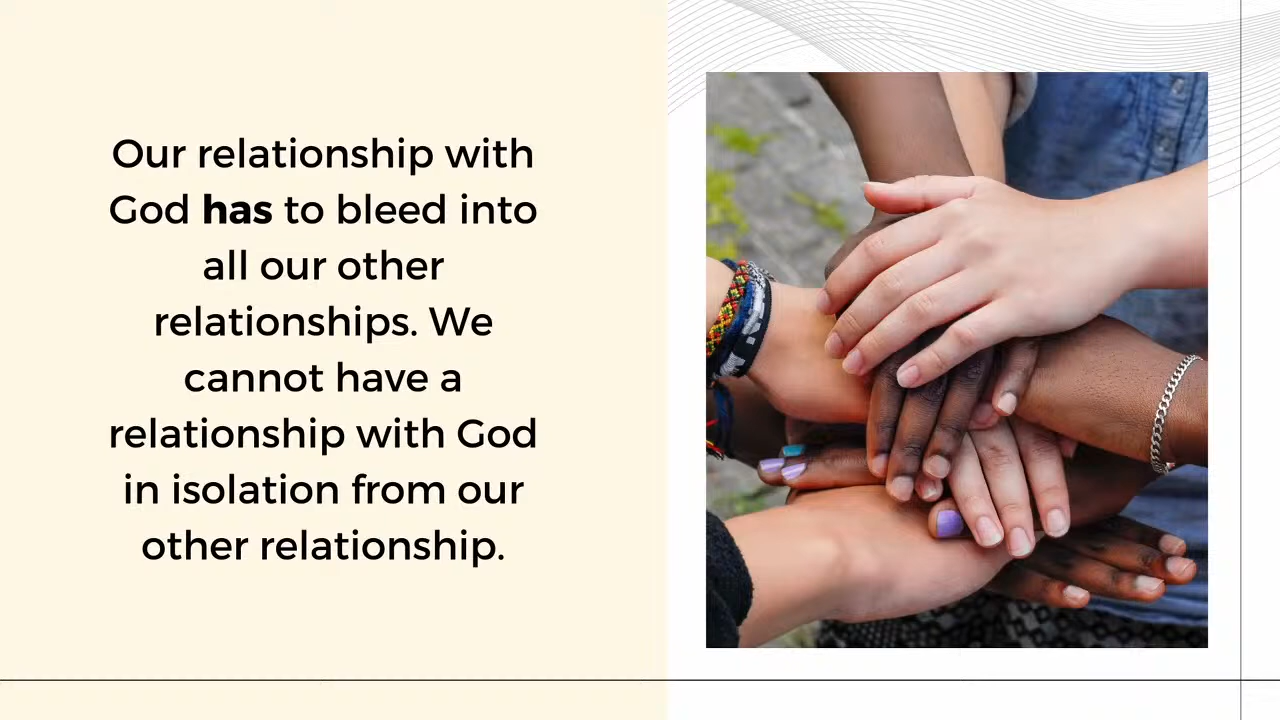 Our relationship with
God has to bleed into
all our other
relationships. We
cannot have a
relationship with God
in isolation from our
other relationship.